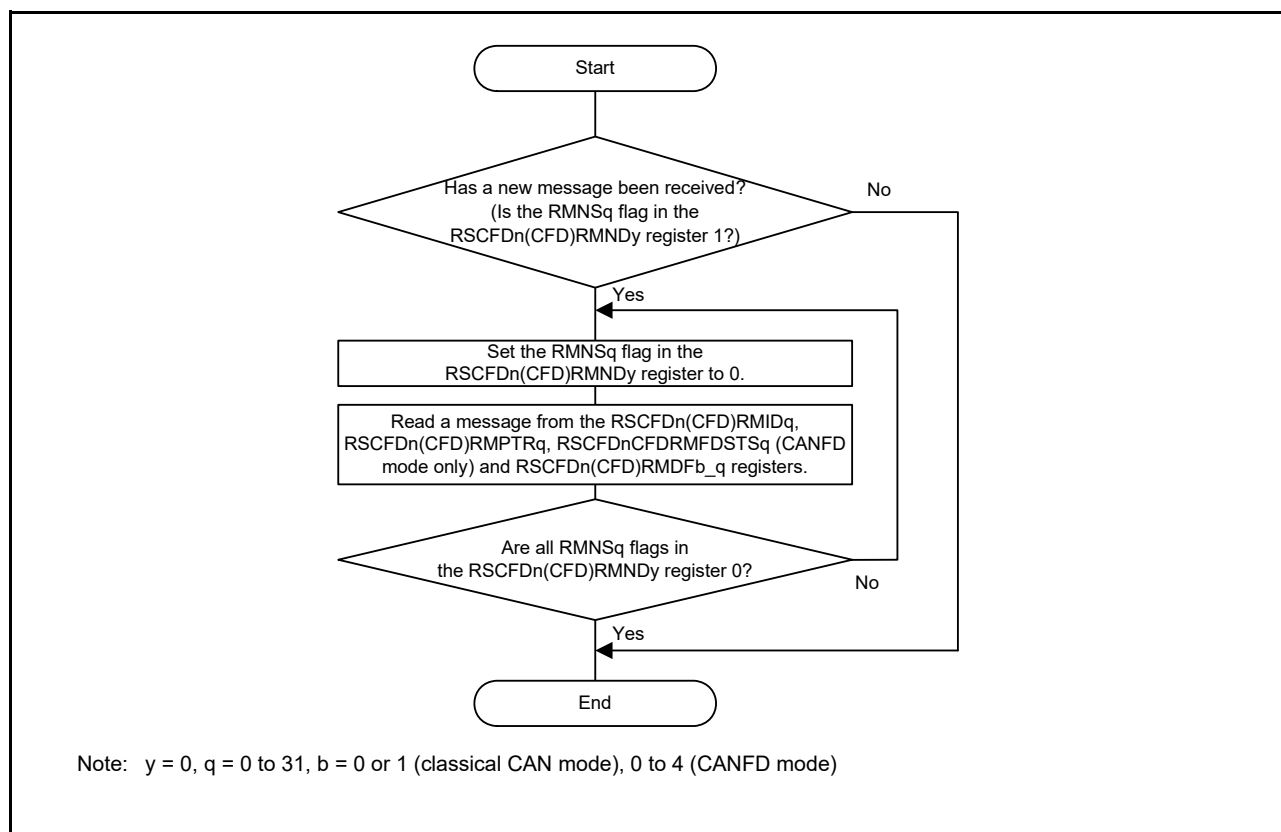 Start
Has a new message been received?
(Is the RMNSq flag in the
RSCFDn(CFD)RMNDy register 1?)
No
Yes
Set the RMNSq flag in the
RSCFDn(CFD)RMNDy register to 0.
Read a message from the RSCFDn(CFD)RMIDq,
RSCFDn(CFD)RMPTRq, RSCFDnCFDRMFDSTSq (CANFD
mode only) and RSCFDn(CFD)RMDFb_q registers.
Are all RMNSq flags in
the RSCFDn(CFD)RMNDy register 0?
No
Yes
End
Note: y = 0, q = 0 to 31, b = 0 or 1 (classical CAN mode), 0 to 4 (CANFD mode)